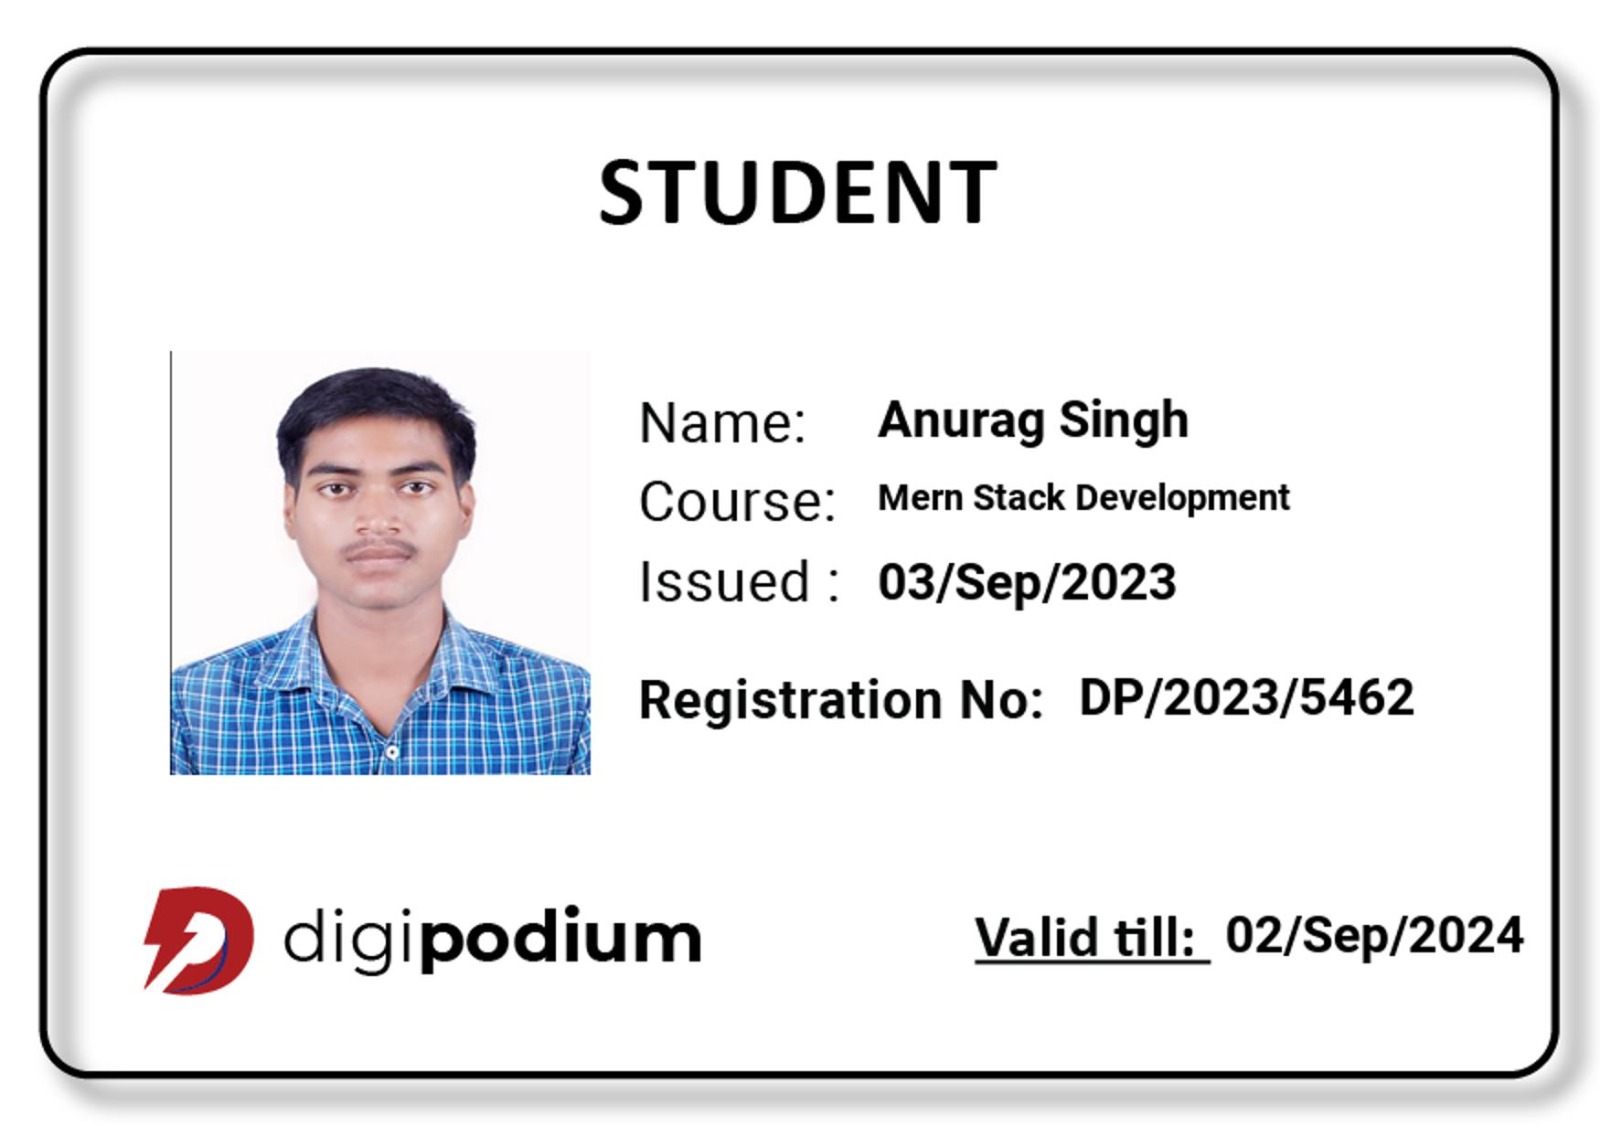 STUDENT
Name: Anurag Singh
Course: Mern Stack Development
Issued : 03/Sep/2023
Registration No: DP/2023/5462
digipodium
Valid till: 02/Sep/2024